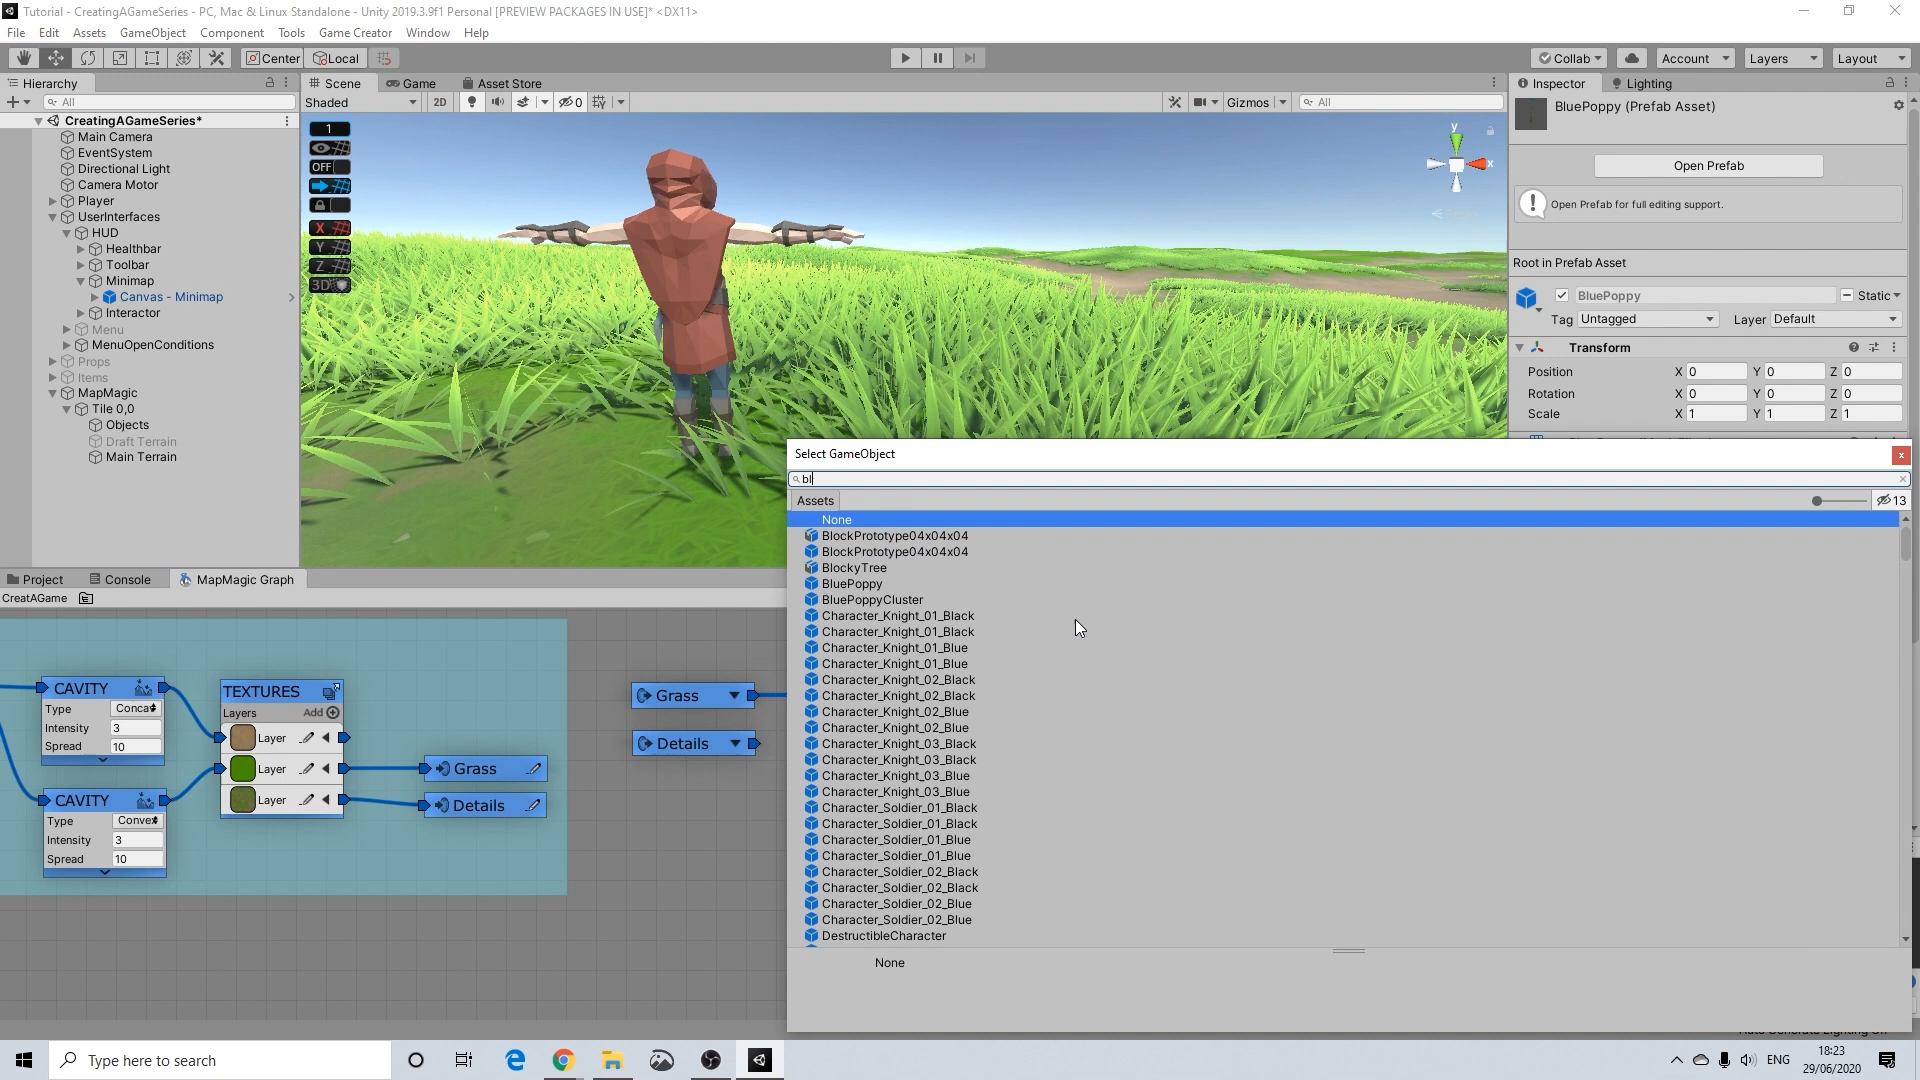 Tutorial - CreatingAGameSeries - PC, Mac & Linux Standalone - Unity 2019.3.9f1 Personal [PREVIEW PACKAGES IN USE]* <DX11>
File Edit Assets GameObject Component Tools Game Creator Window Help
Center Local Collab Account Layers Layout
Hierarchy
All
CreatingAGameSeries*
Main Camera
EventSystem
Directional Light
Camera Motor
Player
UserInterfaces
HUD
Healthbar
Toolbar
Minimap
Canvas - Minimap
Interactor
Menu
MenuOpenConditions
Props
Items
MapMagic
Tile 0,0
Objects
Draft Terrain
Main Terrain
Scene Game Asset Store
Shaded 2D 0 Gizmos All
1
OFF
X
Y
Z
3D
y
x
Inspector Lighting
BluePoppy (Prefab Asset)
Open Prefab
Open Prefab for full editing support.
Root in Prefab Asset
BluePoppy Static
Tag Untagged Layer Default
Transform
Position X 0 Y 0 Z 0
Rotation X 0 Y 0 Z 0
Scale X 1 Y 1 Z 1
Project Console MapMagic Graph
CreatAGame
CAVITY
Type Conca
Intensity 3
Spread 10
CAVITY
Type Convex
Intensity 3
Spread 10
TEXTURES
Layers Add
Layer
Layer
Layer
Grass
Details
Grass
Details
Select GameObject
bl
Assets 13
None
BlockPrototype04x04x04
BlockPrototype04x04x04
BlockyTree
BluePoppy
BluePoppyCluster
Character_Knight_01_Black
Character_Knight_01_Black
Character_Knight_01_Blue
Character_Knight_01_Blue
Character_Knight_02_Black
Character_Knight_02_Black
Character_Knight_02_Blue
Character_Knight_02_Blue
Character_Knight_03_Black
Character_Knight_03_Black
Character_Knight_03_Blue
Character_Knight_03_Blue
Character_Soldier_01_Black
Character_Soldier_01_Black
Character_Soldier_01_Blue
Character_Soldier_01_Blue
Character_Soldier_02_Black
Character_Soldier_02_Black
Character_Soldier_02_Blue
Character_Soldier_02_Blue
DestructibleCharacter
None
Type here to search
ENG
18:23
29/06/2020